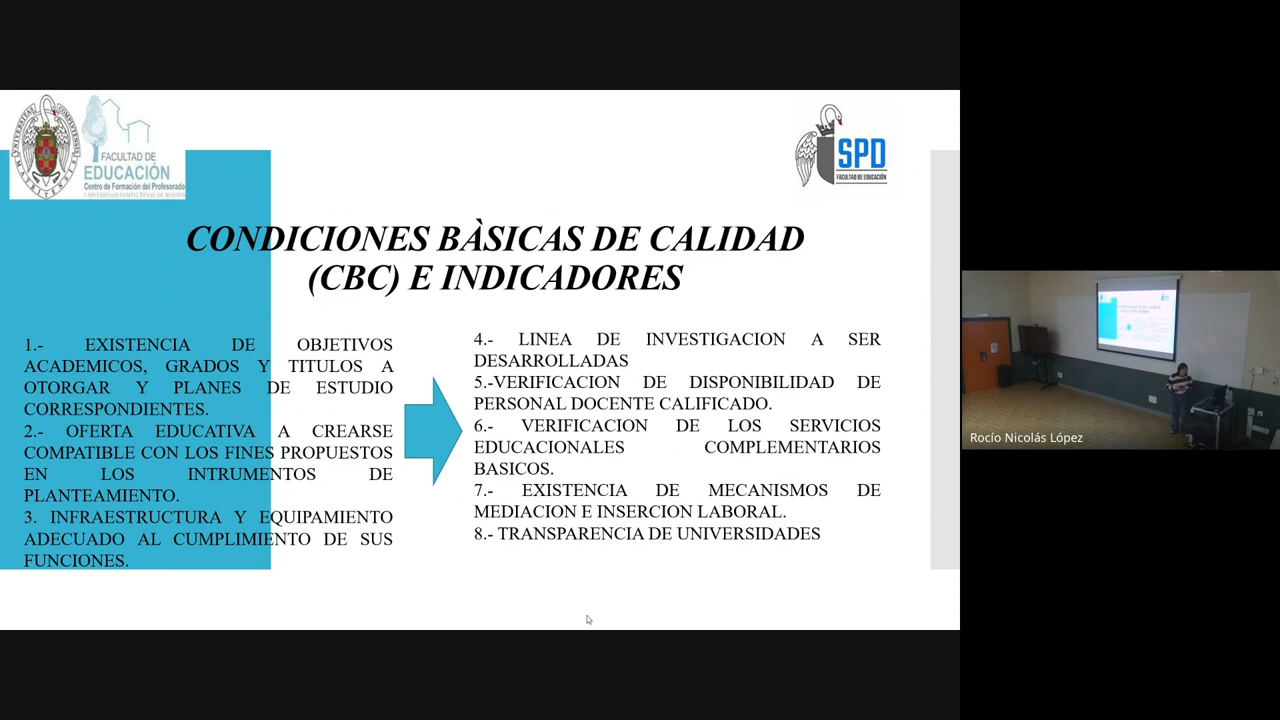 FACULTAD DE
EDUCACIÓN
Centro de Formación del Profesorado
UNIVERSIDAD COMPLUTENSE DE MADRID
SPD
FACULTAD DE EDUCACIÓN
CONDICIONES BÀSICAS DE CALIDAD
(CBC) E INDICADORES
1.- EXISTENCIA DE OBJETIVOS
ACADEMICOS, GRADOS Y TITULOS A
OTORGAR Y PLANES DE ESTUDIO
CORRESPONDIENTES.
2.- OFERTA EDUCATIVA A CREARSE
COMPATIBLE CON LOS FINES PROPUESTOS
EN LOS INTRUMENTOS DE
PLANTEAMIENTO.
3. INFRAESTRUCTURA Y EQUIPAMIENTO
ADECUADO AL CUMPLIMIENTO DE SUS
FUNCIONES.
4.- LINEA DE INVESTIGACION A SER
DESARROLLADAS
5.-VERIFICACION DE DISPONIBILIDAD DE
PERSONAL DOCENTE CALIFICADO.
6.- VERIFICACION DE LOS SERVICIOS
EDUCACIONALES COMPLEMENTARIOS
BASICOS.
7.- EXISTENCIA DE MECANISMOS DE
MEDIACION E INSERCION LABORAL.
8.- TRANSPARENCIA DE UNIVERSIDADES
Rocío Nicolás López